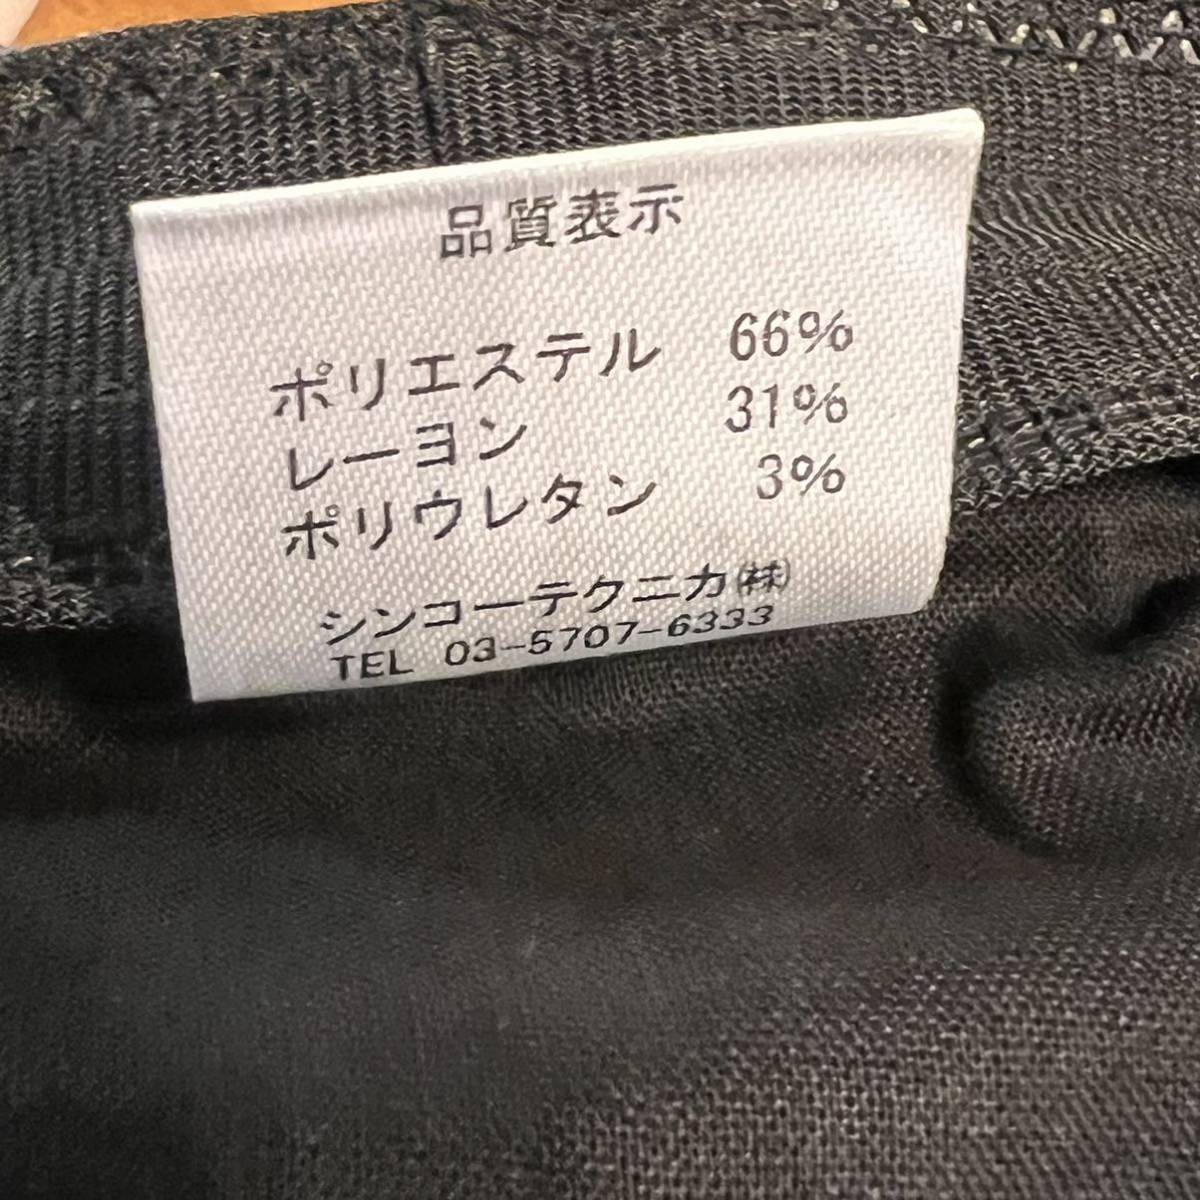 品質表示
ポリエステル 66%
レーヨン 31%
ポリウレタン 3%
シンコーテクニカ㈱
TEL 03-5707-6333